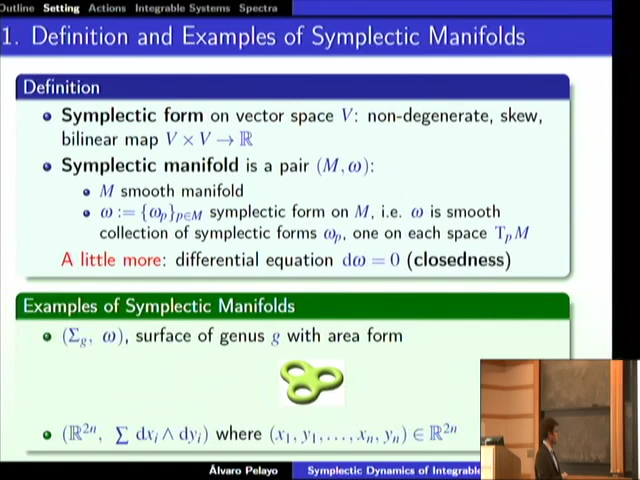 Outline Setting Actions Integrable Systems Spectra
1. Definition and Examples of Symplectic Manifolds
Definition
• Symplectic form on vector space V: non-degenerate, skew,
bilinear map V × V → ℝ
• Symplectic manifold is a pair (M, ω):
• M smooth manifold
• ω := {ωₚ}ₚ∈M symplectic form on M, i.e. ω is smooth
collection of symplectic forms ωₚ, one on each space TₚM
A little more: differential equation dω = 0 (closedness)
Examples of Symplectic Manifolds
• (Σg, ω), surface of genus g with area form
• (ℝ²ⁿ, ∑ dxᵢ ∧ dyᵢ) where (x₁, y₁, …, xₙ, yₙ) ∈ ℝ²ⁿ
Álvaro Pelayo Symplectic Dynamics of Integrable